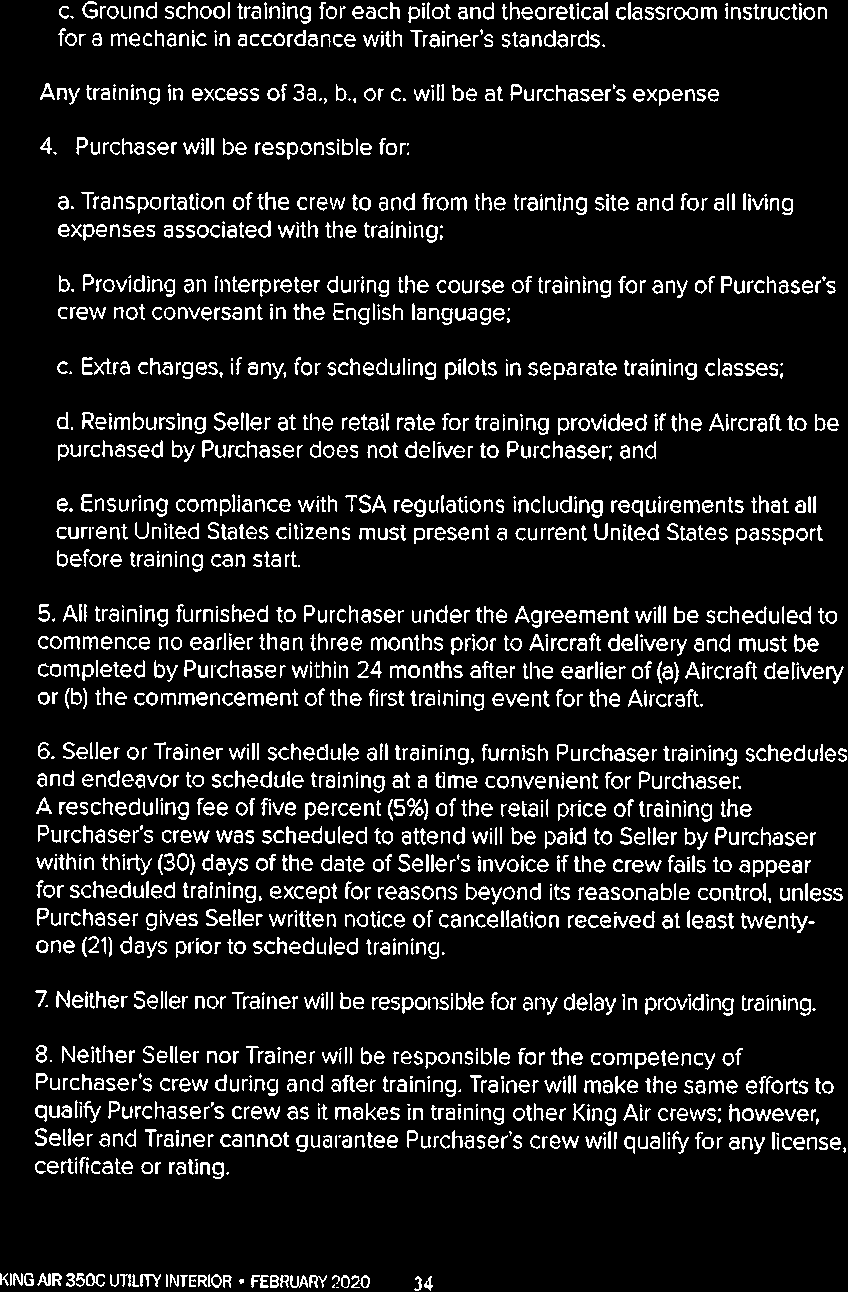 c. Ground school training for each pilot and theoretical classroom instruction
for a mechanic in accordance with Trainer's standards.
Any training in excess of 3a., b., or c. will be at Purchaser's expense
4. Purchaser will be responsible for:
a. Transportation of the crew to and from the training site and for all living
expenses associated with the training;
b. Providing an interpreter during the course of training for any of Purchaser's
crew not conversant in the English language;
c. Extra charges, if any, for scheduling pilots in separate training classes;
d. Reimbursing Seller at the retail rate for training provided if the Aircraft to be
purchased by Purchaser does not deliver to Purchaser; and
e. Ensuring compliance with TSA regulations including requirements that all
current United States citizens must present a current United States passport
before training can start.
5. All training furnished to Purchaser under the Agreement will be scheduled to
commence no earlier than three months prior to Aircraft delivery and must be
completed by Purchaser within 24 months after the earlier of (a) Aircraft delivery
or (b) the commencement of the first training event for the Aircraft.
6. Seller or Trainer will schedule all training, furnish Purchaser training schedules
and endeavor to schedule training at a time convenient for Purchaser.
A rescheduling fee of five percent (5%) of the retail price of training the
Purchaser's crew was scheduled to attend will be paid to Seller by Purchaser
within thirty (30) days of the date of Seller's invoice if the crew fails to appear
for scheduled training, except for reasons beyond its reasonable control, unless
Purchaser gives Seller written notice of cancellation received at least twenty-
one (21) days prior to scheduled training.
7. Neither Seller nor Trainer will be responsible for any delay in providing training.
8. Neither Seller nor Trainer will be responsible for the competency of
Purchaser's crew during and after training. Trainer will make the same efforts to
qualify Purchaser's crew as it makes in training other King Air crews; however,
Seller and Trainer cannot guarantee Purchaser's crew will qualify for any license,
certificate or rating.
KING AIR 350C UTILITY INTERIOR • FEBRUARY 2020 34